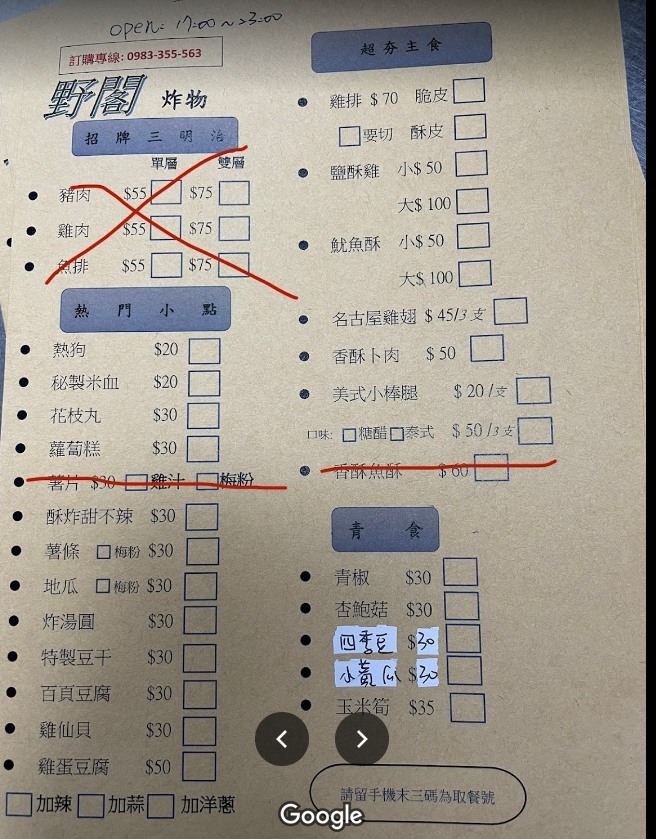 open: 17:00~23:00
訂購專線: 0983-355-563
野閣 炸物
招牌三明治
單層 雙層
豬肉 $55 $75
雞肉 $55 $75
魚排 $55 $75
熱門小點
熱狗 $20
秘製米血 $20
花枝丸 $30
蘿蔔糕 $30
薯片 $30 雞汁 梅粉
酥炸甜不辣 $30
薯條 梅粉 $30
地瓜 梅粉 $30
炸湯圓 $30
特製豆干 $30
百頁豆腐 $30
雞仙貝 $30
雞蛋豆腐 $50
加辣 加蒜 加洋蔥
超夯主食
雞排 $70 脆皮
要切 酥皮
鹽酥雞 小$50
大$100
魷魚酥 小$50
大$100
名古屋雞翅 $45/3支
香酥卜肉 $50
美式小棒腿 $20/支
口味: 糖醋 泰式 $50/3支
香酥魚酥 $60
青食
青椒 $30
杏鮑菇 $30
四季豆 $30
小黃瓜 $30
玉米筍 $35
請留手機末三碼為取餐號
Google